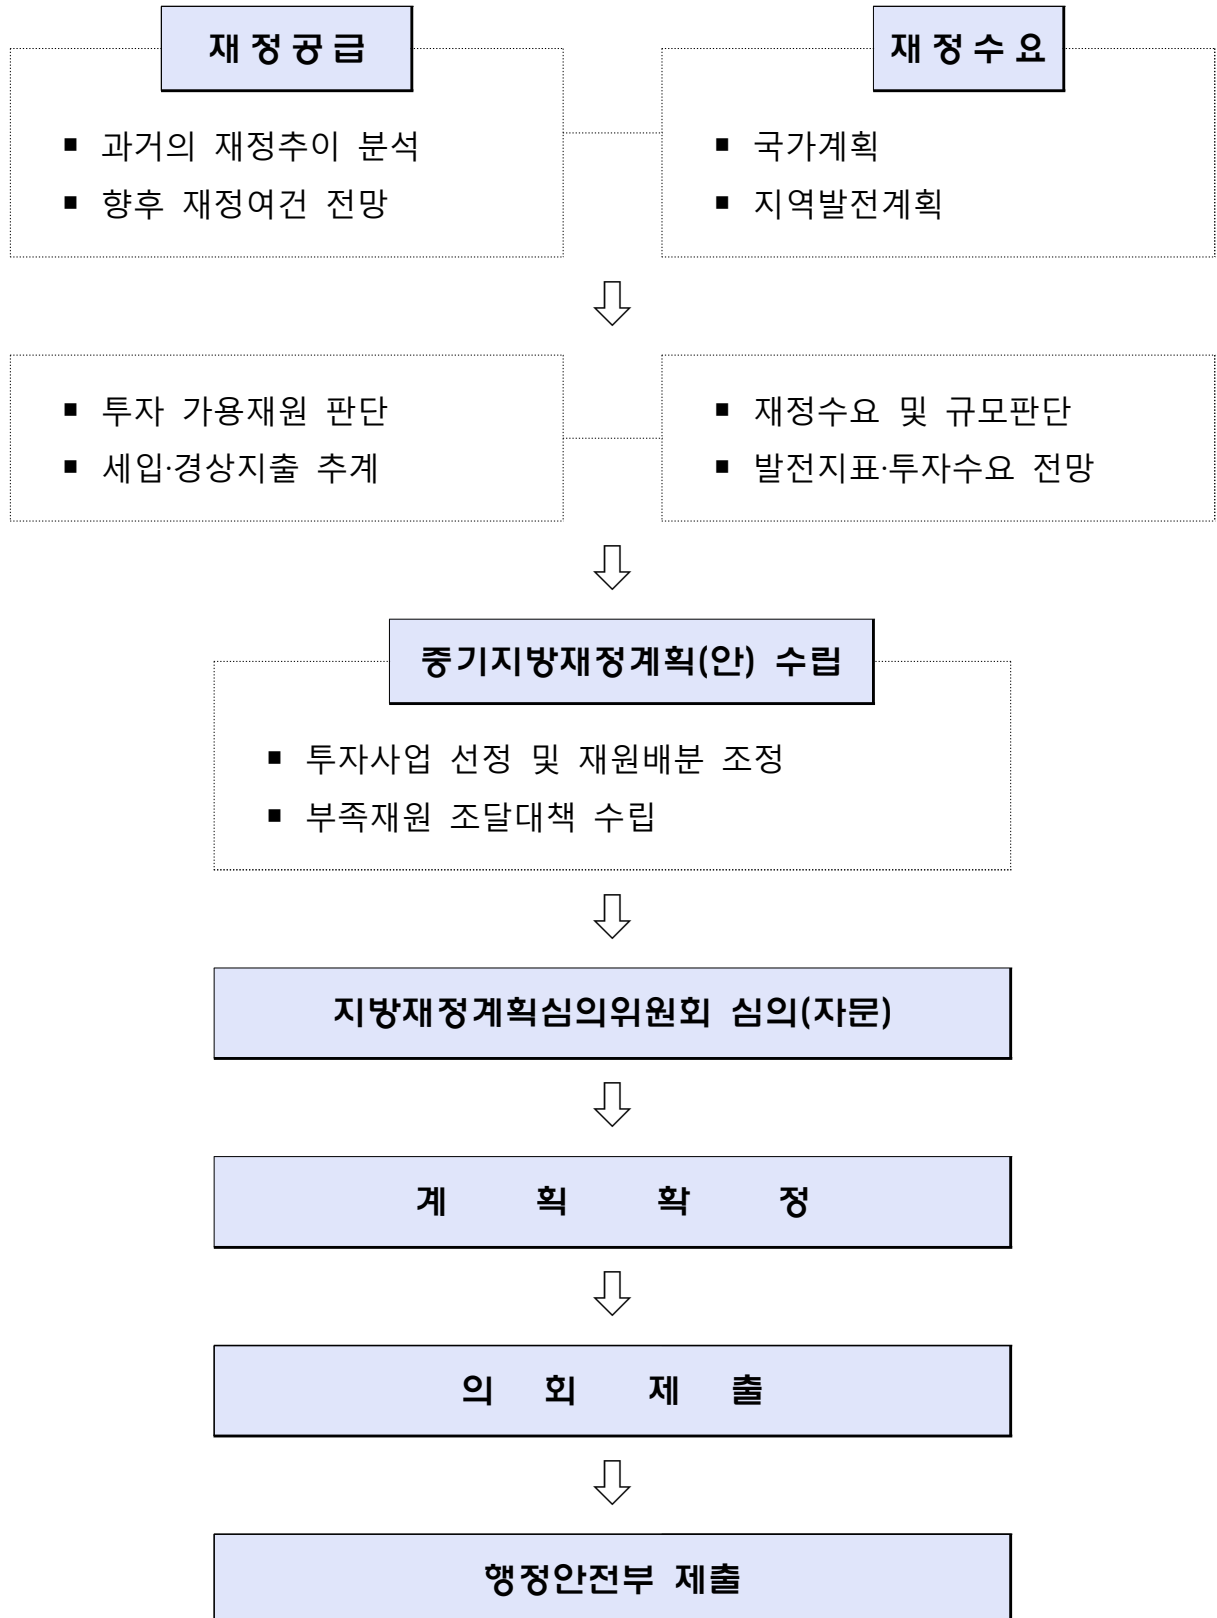 재정공급
■ 과거의 재정추이 분석
■ 향후 재정여건 전망
재정수요
■ 국가계획
■ 지역발전계획
■ 투자 가용재원 판단
■ 세입·경상지출 추계
■ 재정수요 및 규모판단
■ 발전지표·투자수요 전망
중기지방재정계획(안) 수립
■ 투자사업 선정 및 재원배분 조정
■ 부족재원 조달대책 수립
지방재정계획심의위원회 심의(자문)
계 획 확 정
의 회 제 출
행정안전부 제출